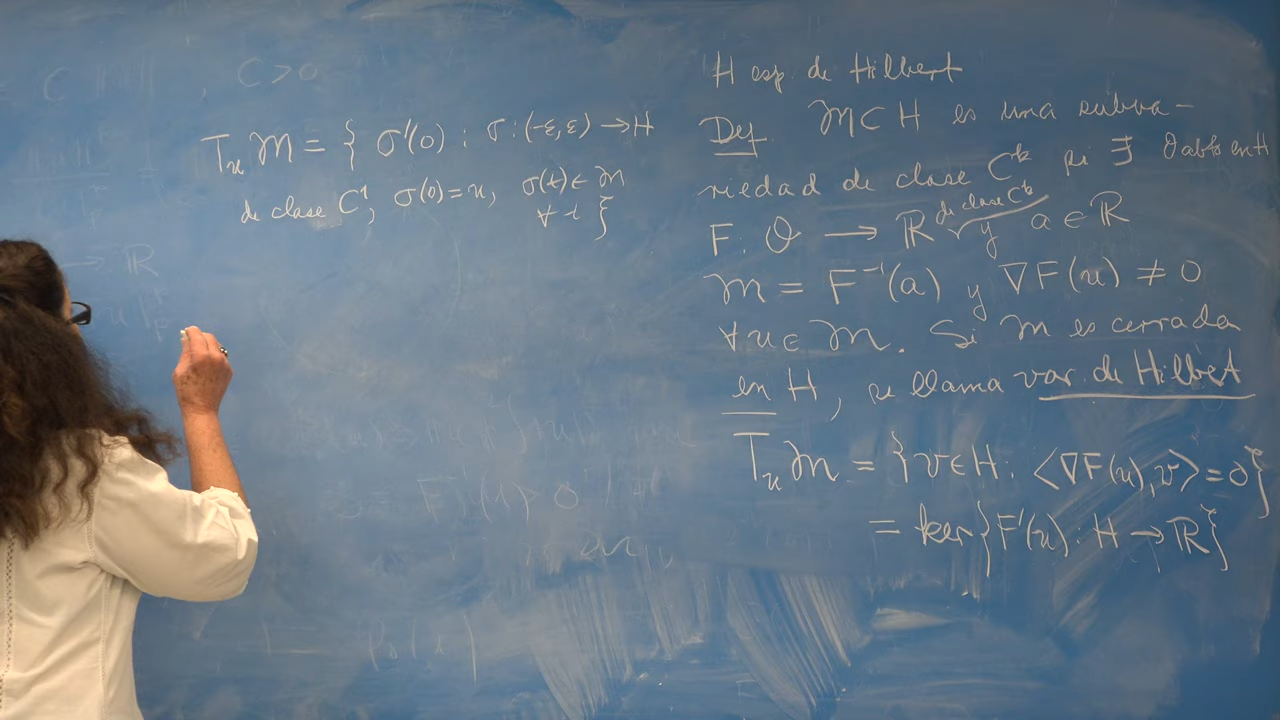 C > 0
T_u M = { σ'(0) : σ : (-ε, ε) → H
de clase C¹, σ(0) = u, σ(t) ∈ M
∀ t }
→ ℝ
H esp. de Hilbert
Def. M ⊂ H es una subva-
riedad de clase C^k si ∃ O abto en H
F : O → ℝ de clase C^k y a ∈ ℝ
M = F⁻¹(a) y ∇F(u) ≠ 0
∀ u ∈ M. Si M es cerrada
en H, se llama var. de Hilbert
T_u M = { v ∈ H : <∇F(u), v> = 0 }
= ker { F'(u) : H → ℝ }